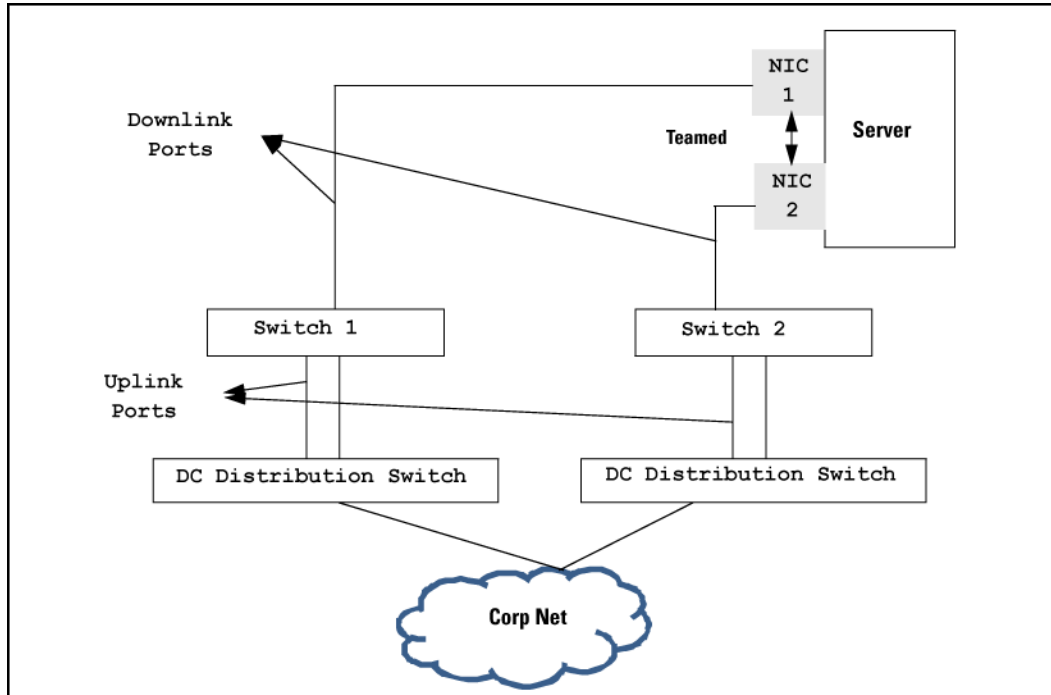 NIC
1
Downlink
Ports
Teamed
Server
NIC
2
Switch 1
Switch 2
Uplink
Ports
DC Distribution Switch
DC Distribution Switch
Corp Net